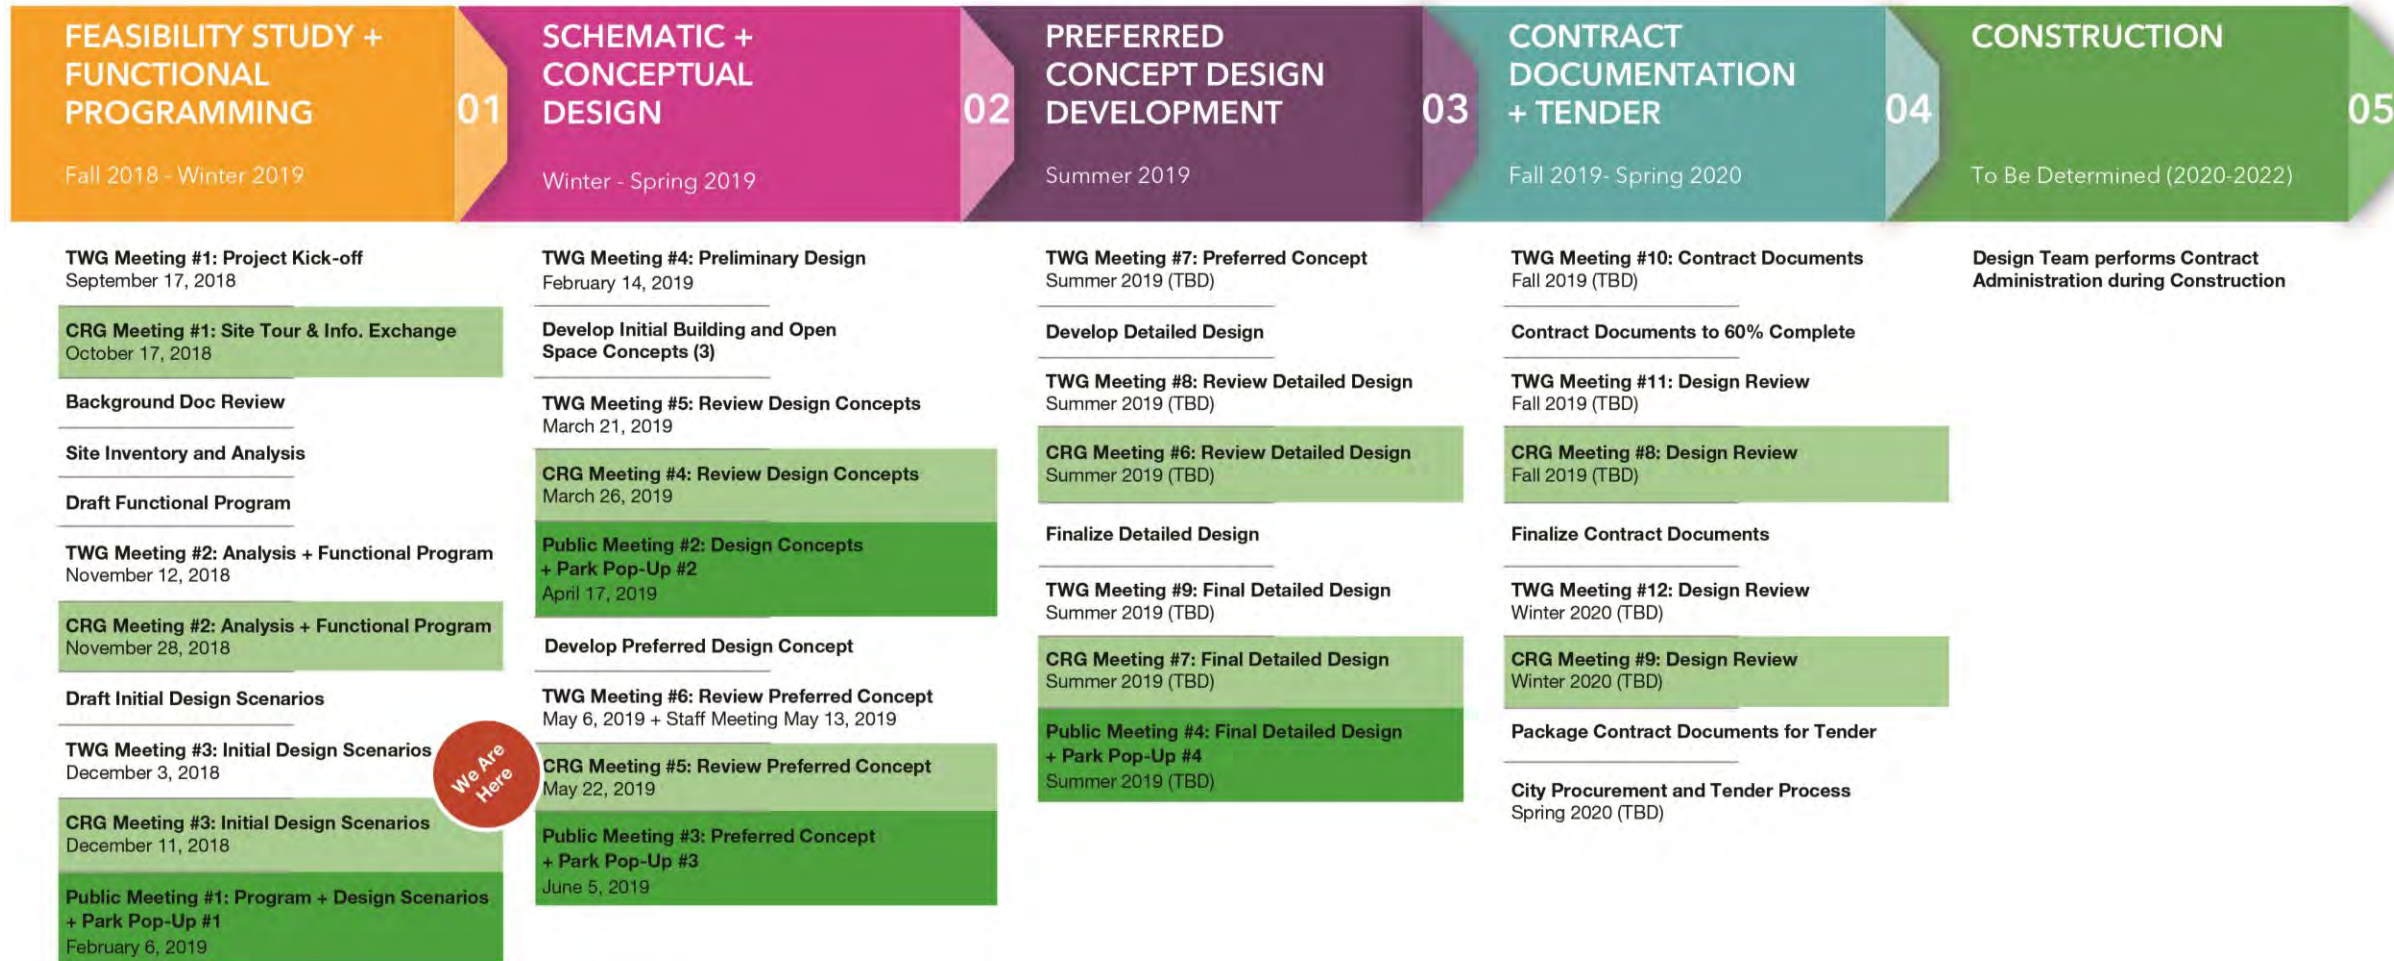 FEASIBILITY STUDY +
FUNCTIONAL
PROGRAMMING
Fall 2018 - Winter 2019
01
SCHEMATIC +
CONCEPTUAL
DESIGN
Winter - Spring 2019
02
PREFERRED
CONCEPT DESIGN
DEVELOPMENT
Summer 2019
03
CONTRACT
DOCUMENTATION
+ TENDER
Fall 2019- Spring 2020
04
CONSTRUCTION
To Be Determined (2020-2022)
05
TWG Meeting #1: Project Kick-off
September 17, 2018
CRG Meeting #1: Site Tour & Info. Exchange
October 17, 2018
Background Doc Review
Site Inventory and Analysis
Draft Functional Program
TWG Meeting #2: Analysis + Functional Program
November 12, 2018
CRG Meeting #2: Analysis + Functional Program
November 28, 2018
Draft Initial Design Scenarios
TWG Meeting #3: Initial Design Scenarios
December 3, 2018
CRG Meeting #3: Initial Design Scenarios
December 11, 2018
Public Meeting #1: Program + Design Scenarios
+ Park Pop-Up #1
February 6, 2019
We Are
Here
TWG Meeting #4: Preliminary Design
February 14, 2019
Develop Initial Building and Open
Space Concepts (3)
TWG Meeting #5: Review Design Concepts
March 21, 2019
CRG Meeting #4: Review Design Concepts
March 26, 2019
Public Meeting #2: Design Concepts
+ Park Pop-Up #2
April 17, 2019
Develop Preferred Design Concept
TWG Meeting #6: Review Preferred Concept
May 6, 2019 + Staff Meeting May 13, 2019
CRG Meeting #5: Review Preferred Concept
May 22, 2019
Public Meeting #3: Preferred Concept
+ Park Pop-Up #3
June 5, 2019
TWG Meeting #7: Preferred Concept
Summer 2019 (TBD)
Develop Detailed Design
TWG Meeting #8: Review Detailed Design
Summer 2019 (TBD)
CRG Meeting #6: Review Detailed Design
Summer 2019 (TBD)
Finalize Detailed Design
TWG Meeting #9: Final Detailed Design
Summer 2019 (TBD)
CRG Meeting #7: Final Detailed Design
Summer 2019 (TBD)
Public Meeting #4: Final Detailed Design
+ Park Pop-Up #4
Summer 2019 (TBD)
TWG Meeting #10: Contract Documents
Fall 2019 (TBD)
Contract Documents to 60% Complete
TWG Meeting #11: Design Review
Fall 2019 (TBD)
CRG Meeting #8: Design Review
Fall 2019 (TBD)
Finalize Contract Documents
TWG Meeting #12: Design Review
Winter 2020 (TBD)
CRG Meeting #9: Design Review
Winter 2020 (TBD)
Package Contract Documents for Tender
City Procurement and Tender Process
Spring 2020 (TBD)
Design Team performs Contract
Administration during Construction